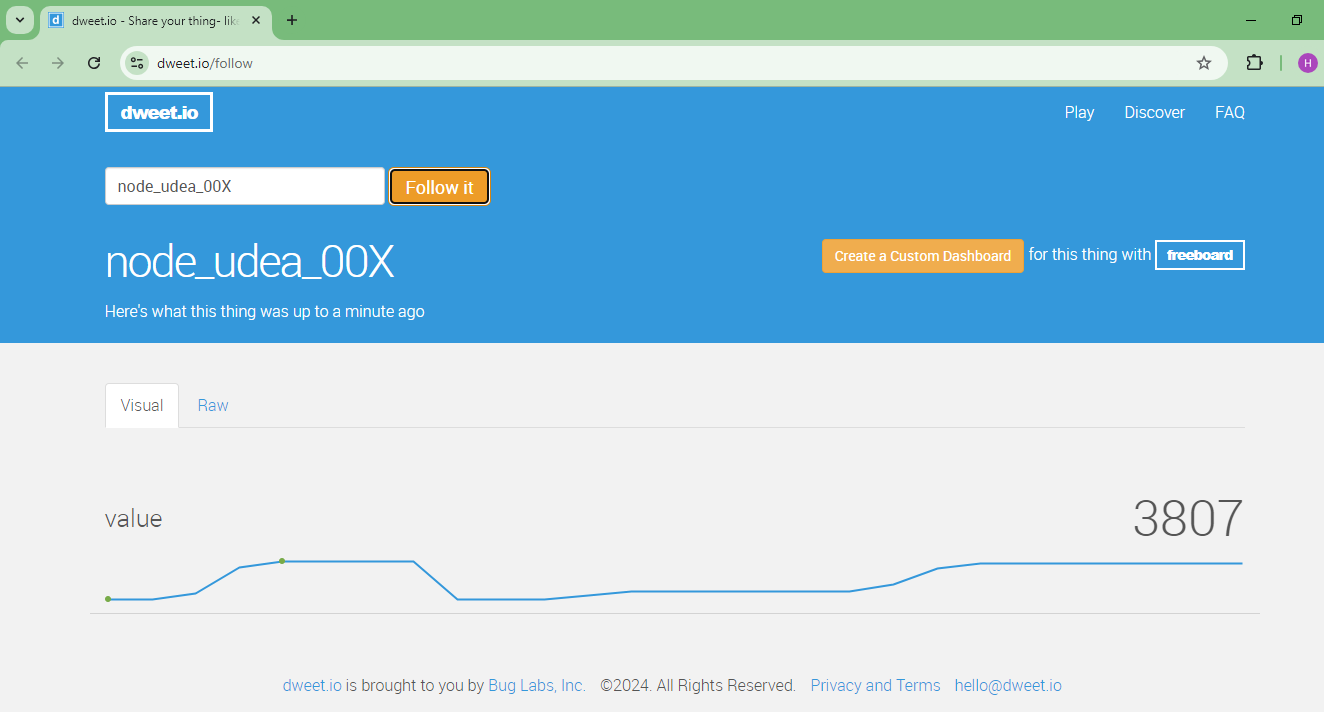 dweet.io - Share your thing- lik
dweet.io/follow
H
dweet.io
Play Discover FAQ
node_udea_00X Follow it
node_udea_00X
Create a Custom Dashboard for this thing with freeboard
Here's what this thing was up to a minute ago
Visual Raw
value
3807
dweet.io is brought to you by Bug Labs, Inc. ©2024. All Rights Reserved. Privacy and Terms hello@dweet.io